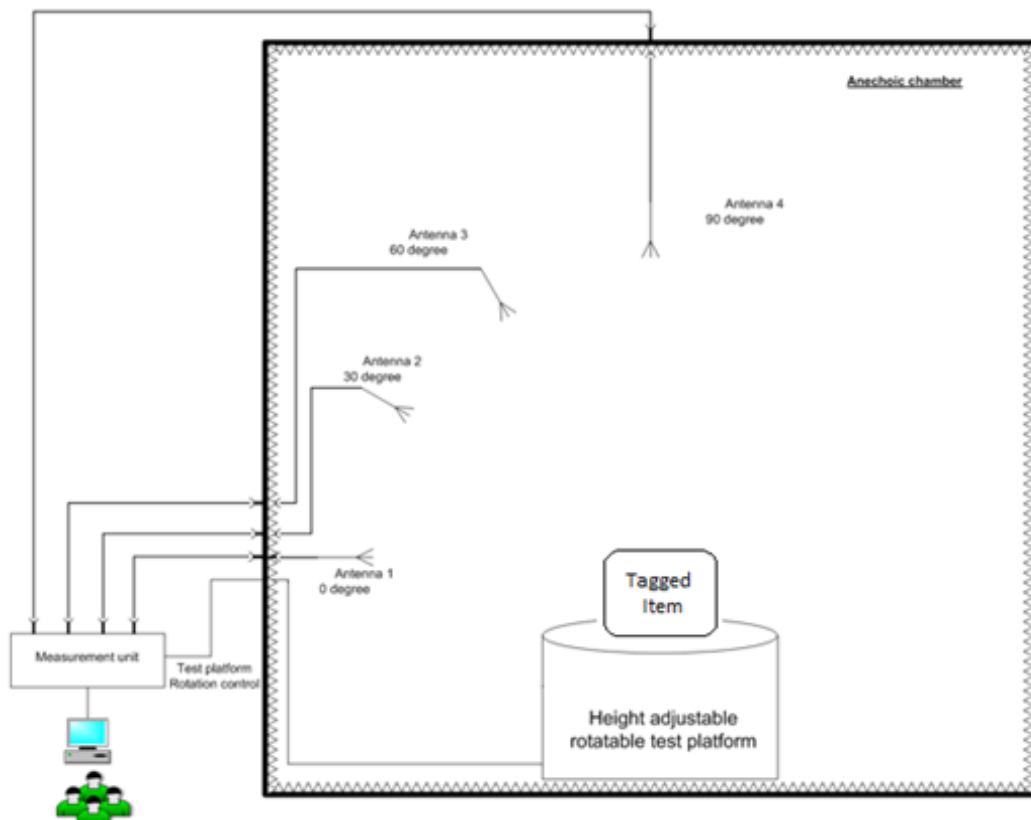 Anechoic chamber
Antenna 4
90 degree
Antenna 3
60 degree
Antenna 2
30 degree
Antenna 1
0 degree
Tagged
Item
Measurement unit
Test platform
Rotation control
Height adjustable
rotatable test platform